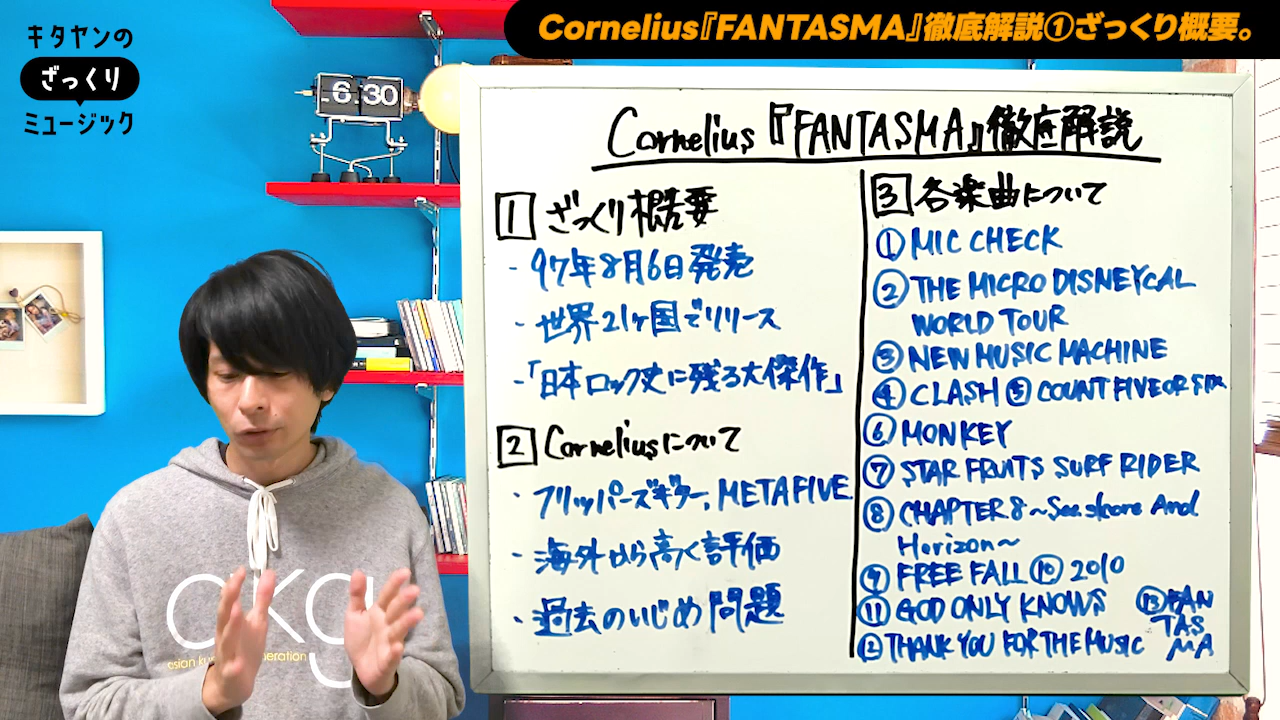 キタヤンの
ざっくり
ミュージック
Cornelius『FANTASMA』徹底解説①ざっくり概要。
6 30
Cornelius『FANTASMA』徹底解説
1 ざっくり概要
・97年8月6日発売
・世界21ヶ国でリリース
・「日本ロック史に残る大傑作」
2 Corneliusについて
・フリッパーズギター、METAFIVE
・海外から高く評価
・過去のいじめ問題
3 各楽曲について
① MIC CHECK
② THE MICRO DISNEYCAL
WORLD TOUR
③ NEW MUSIC MACHINE
④ CLASH ⑤ COUNT FIVE OR SIX
⑥ MONKEY
⑦ STAR FRUITS SURF RIDER
⑧ CHAPTER 8 ~Seashore And
Horizon~
⑨ FREE FALL ⑩ 2010
⑪ GOD ONLY KNOWS
⑫ THANK YOU FOR THE MUSIC
⑬ FAN
TAS
MA
akg
asian eration